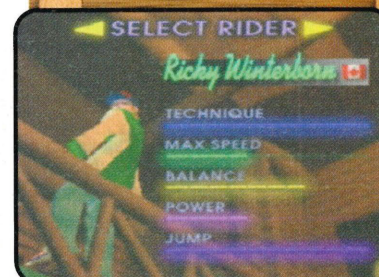 SELECT RIDER
Ricky Winterborn
TECHNIQUE
MAX SPEED
BALANCE
POWER
JUMP